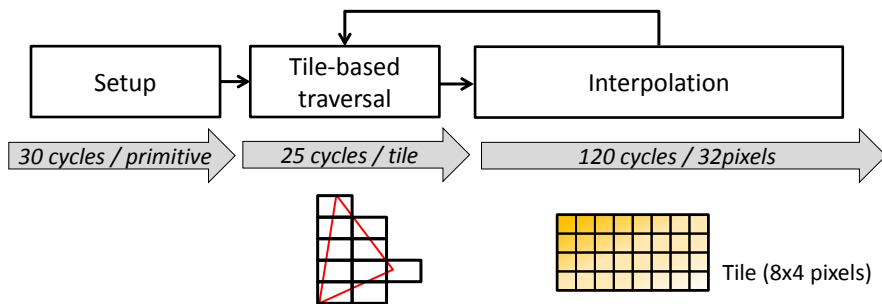 Setup
Tile-based
traversal
Interpolation
30 cycles / primitive
25 cycles / tile
120 cycles / 32pixels
Tile (8x4 pixels)